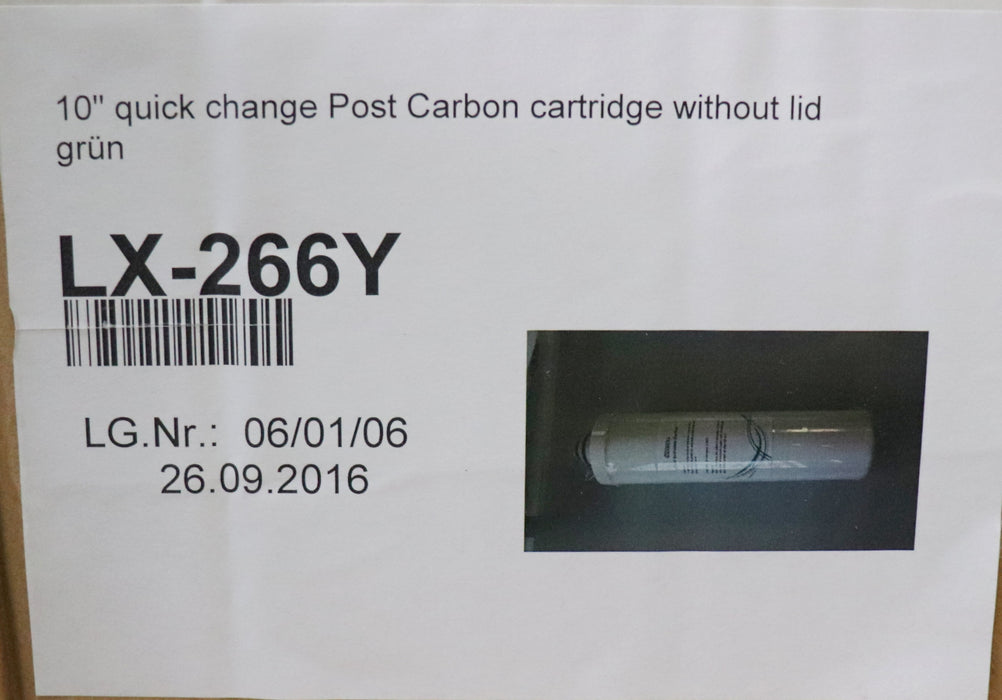 10" quick change Post Carbon cartridge without lid
grün
LX-266Y
LG.Nr.: 06/01/06
26.09.2016